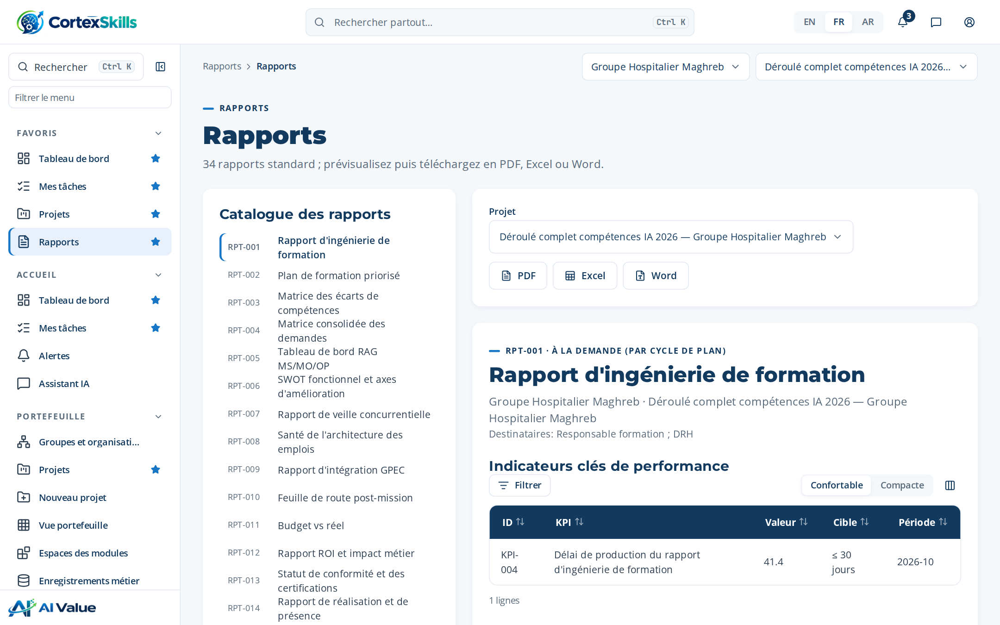 CortexSkills
Rechercher partout...
Ctrl K
EN
FR
AR
3
Rechercher
Ctrl K
Filtrer le menu
FAVORIS
Tableau de bord
Mes tâches
Projets
Rapports
ACCUEIL
Tableau de bord
Mes tâches
Alertes
Assistant IA
PORTEFEUILLE
Groupes et organisati...
Projets
Nouveau projet
Vue portefeuille
Espaces des modules
Enregistrements métier
AI Value
Rapports > Rapports
Groupe Hospitalier Maghreb
Déroulé complet compétences IA 2026...
RAPPORTS
Rapports
34 rapports standard ; prévisualisez puis téléchargez en PDF, Excel ou Word.
Catalogue des rapports
RPT-001
Rapport d'ingénierie de
formation
RPT-002
Plan de formation priorisé
RPT-003
Matrice des écarts de
compétences
RPT-004
Matrice consolidée des
demandes
RPT-005
Tableau de bord RAG
MS/MO/OP
RPT-006
SWOT fonctionnel et axes
d'amélioration
RPT-007
Rapport de veille concurrentielle
RPT-008
Santé de l'architecture des
emplois
RPT-009
Rapport d'intégration GPEC
RPT-010
Feuille de route post-mission
RPT-011
Budget vs réel
RPT-012
Rapport ROI et impact métier
RPT-013
Statut de conformité et des
certifications
RPT-014
Rapport de réalisation et de
présence
Projet
Déroulé complet compétences IA 2026 — Groupe Hospitalier Maghreb
PDF
Excel
Word
RPT-001 · À LA DEMANDE (PAR CYCLE DE PLAN)
Rapport d'ingénierie de formation
Groupe Hospitalier Maghreb · Déroulé complet compétences IA 2026 — Groupe
Hospitalier Maghreb
Destinataires: Responsable formation ; DRH
Indicateurs clés de performance
Filtrer
Confortable
Compacte
ID
KPI
Valeur
Cible
Période
KPI-
004
Délai de production du rapport
d'ingénierie de formation
41.4
≤ 30
jours
2026-10
1 lignes